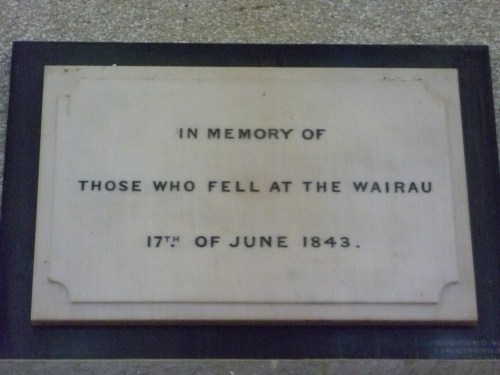 IN MEMORY OF
THOSE WHO FELL AT THE WAIRAU
17TH OF JUNE 1843.